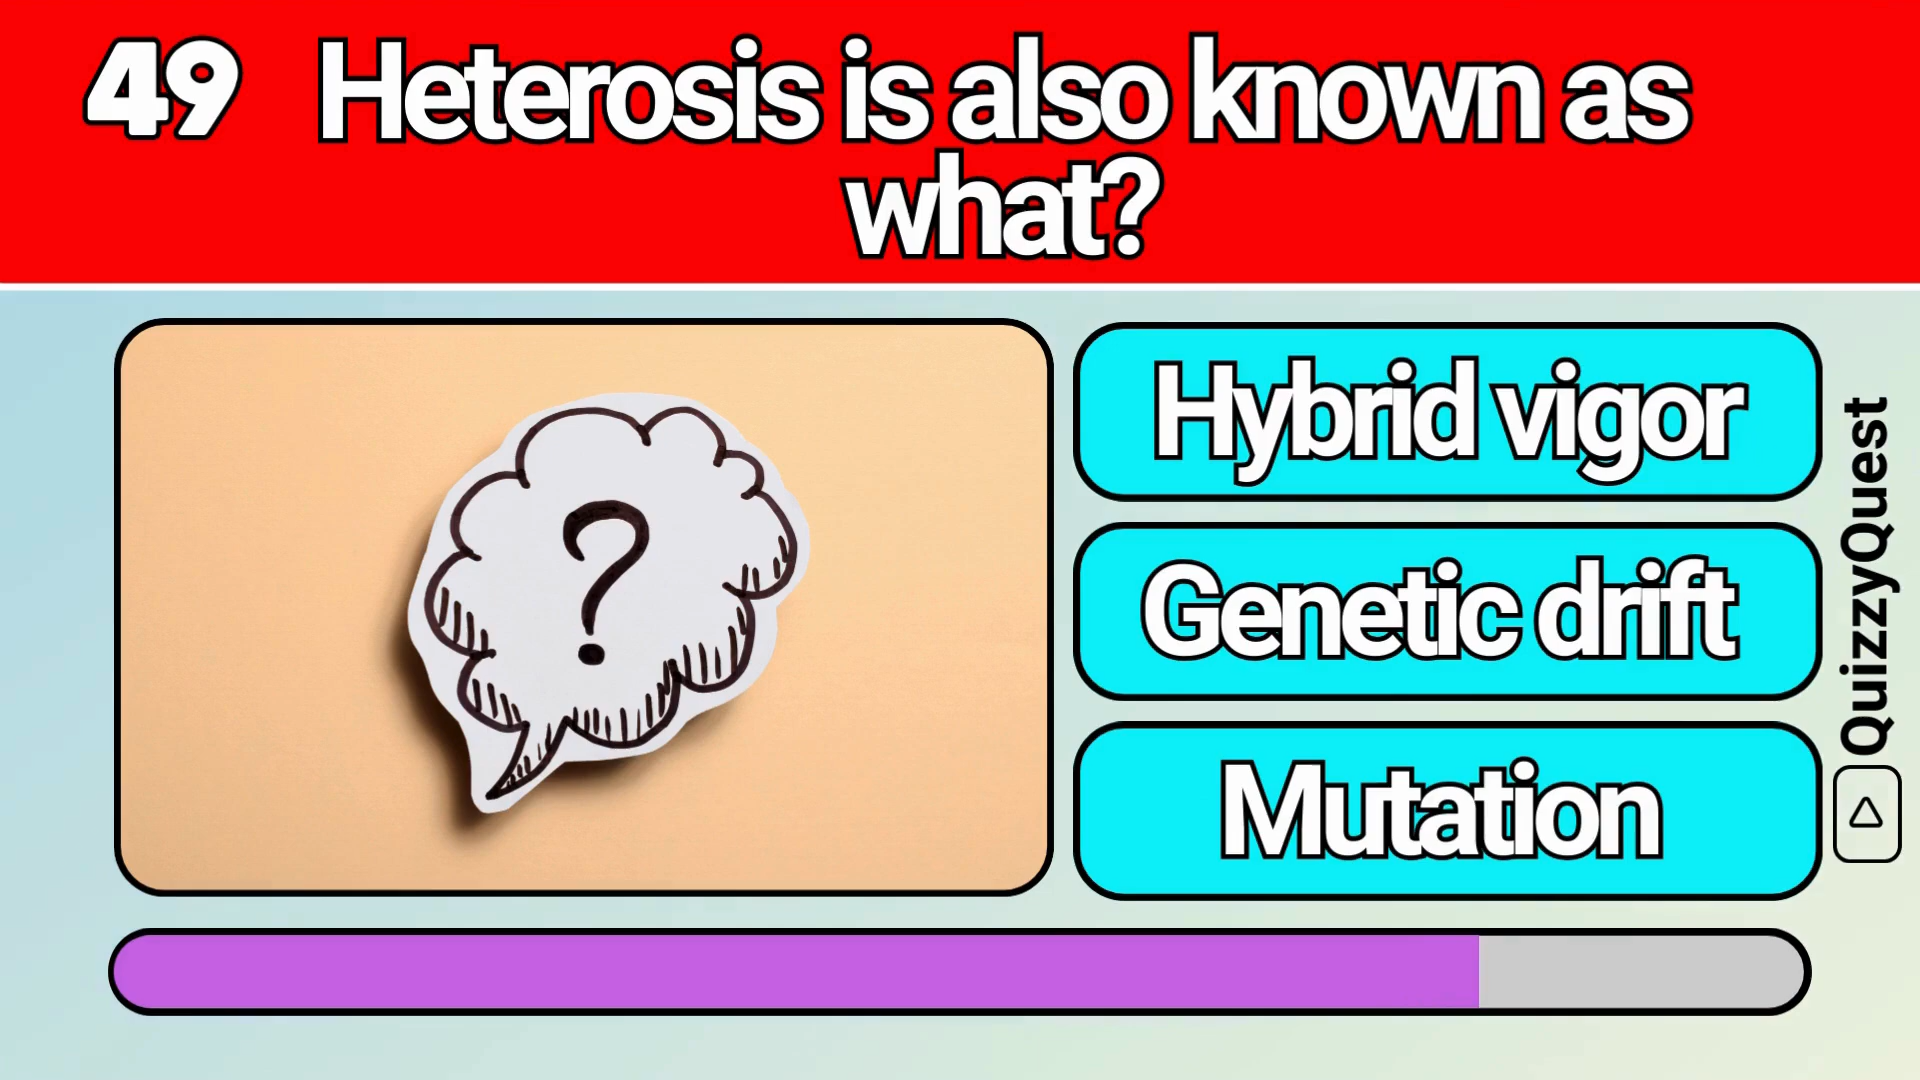 49 Heterosis is also known as
what?
?
Hybrid vigor
Genetic drift
Mutation
QuizzyQuest